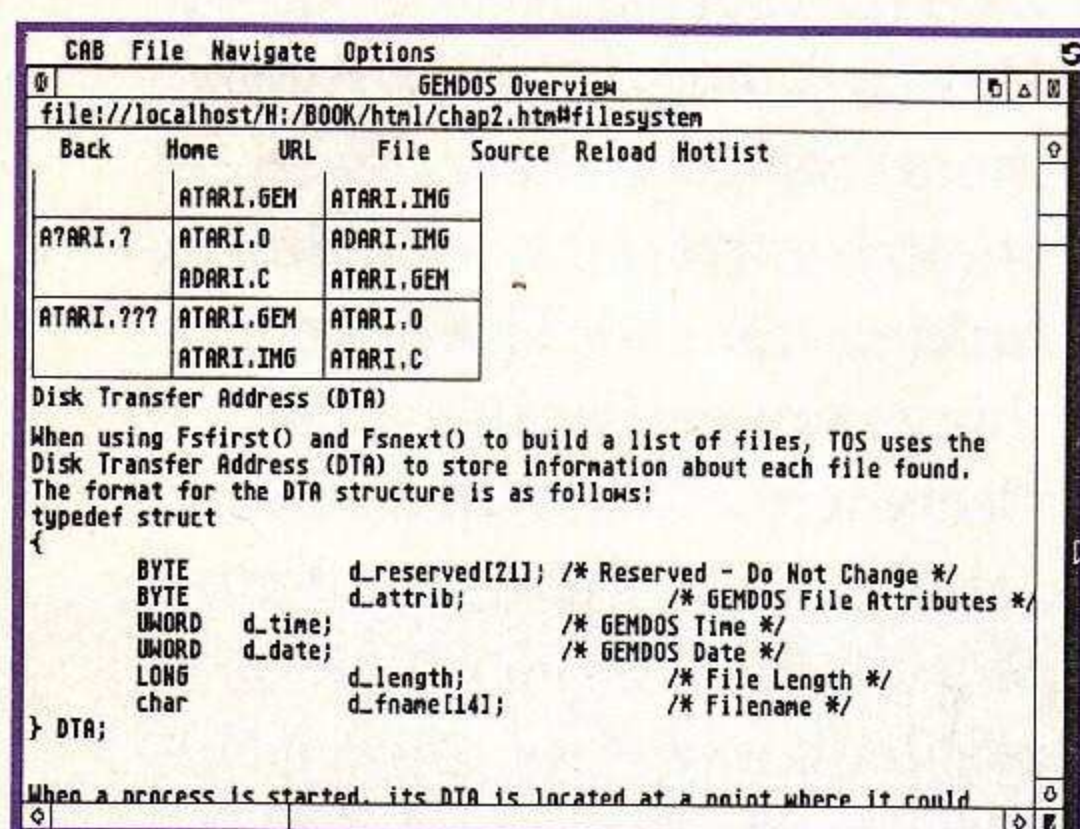 CAB File Navigate Options
GEMDOS Overview
file://localhost/H:/BOOK/html/chap2.htm#filesystem
Back Home URL File Source Reload Hotlist
ATARI.GEM ATARI.IMG
A?ARI.? ATARI.O ADARI.IMG
ADARI.C ATARI.GEM
ATARI.??? ATARI.GEM ATARI.O
ATARI.IMG ATARI.C
Disk Transfer Address (DTA)
When using Fsfirst() and Fsnext() to build a list of files, TOS uses the
Disk Transfer Address (DTA) to store information about each file found.
The format for the DTA structure is as follows:
typedef struct
{
BYTE d_reserved[21]; /* Reserved - Do Not Change */
BYTE d_attrib; /* GEMDOS File Attributes */
UWORD d_time; /* GEMDOS Time */
UWORD d_date; /* GEMDOS Date */
LONG d_length; /* File Length */
char d_fname[14]; /* Filename */
} DTA;
When a process is started, its DTA is located at a point where it could